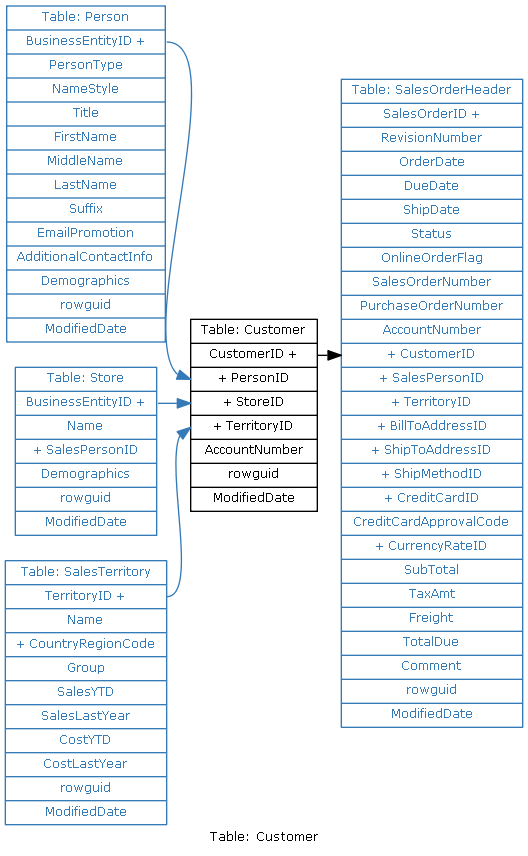 Table: Person
BusinessEntityID +
PersonType
NameStyle
Title
FirstName
MiddleName
LastName
Suffix
EmailPromotion
AdditionalContactInfo
Demographics
rowguid
ModifiedDate
Table: Store
BusinessEntityID +
Name
+ SalesPersonID
Demographics
rowguid
ModifiedDate
Table: SalesTerritory
TerritoryID +
Name
+ CountryRegionCode
Group
SalesYTD
SalesLastYear
CostYTD
CostLastYear
rowguid
ModifiedDate
Table: Customer
CustomerID +
+ PersonID
+ StoreID
+ TerritoryID
AccountNumber
rowguid
ModifiedDate
Table: SalesOrderHeader
SalesOrderID +
RevisionNumber
OrderDate
DueDate
ShipDate
Status
OnlineOrderFlag
SalesOrderNumber
PurchaseOrderNumber
AccountNumber
+ CustomerID
+ SalesPersonID
+ TerritoryID
+ BillToAddressID
+ ShipToAddressID
+ ShipMethodID
+ CreditCardID
CreditCardApprovalCode
+ CurrencyRateID
SubTotal
TaxAmt
Freight
TotalDue
Comment
rowguid
ModifiedDate
Table: Customer